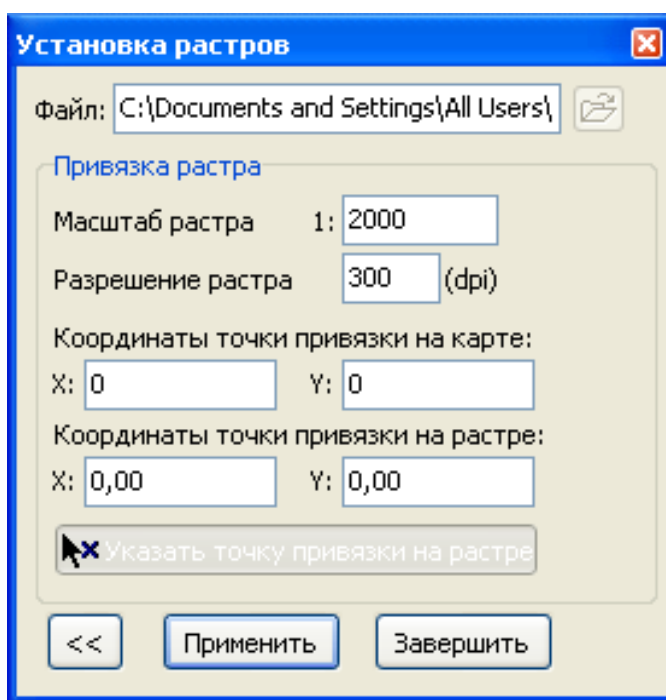 Установка растров
Файл: C:\Documents and Settings\All Users\
Привязка растра
Масштаб растра 1: 2000
Разрешение растра 300 (dpi)
Координаты точки привязки на карте:
X: 0 Y: 0
Координаты точки привязки на растре:
X: 0,00 Y: 0,00
Указать точку привязки на растре
<< Применить Завершить